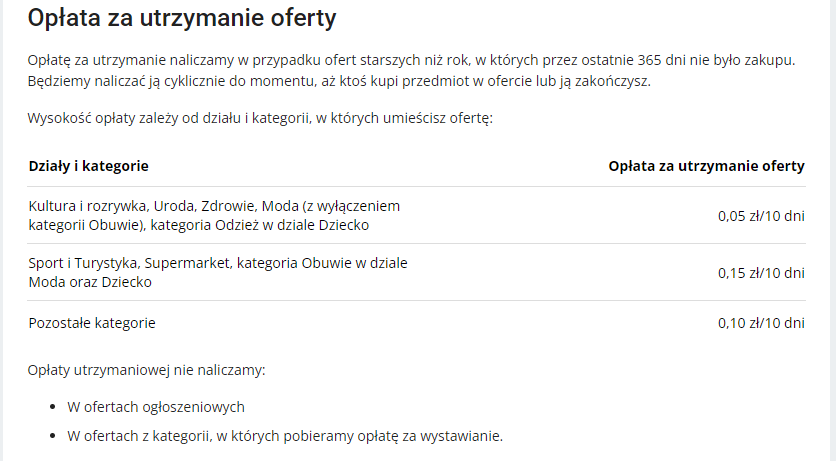 Opłata za utrzymanie oferty
Opłatę za utrzymanie naliczamy w przypadku ofert starszych niż rok, w których przez ostatnie 365 dni nie było zakupu.
Będziemy naliczać ją cyklicznie do momentu, aż ktoś kupi przedmiot w ofercie lub ją zakończysz.
Wysokość opłaty zależy od działu i kategorii, w których umieścisz ofertę:
Działy i kategorie Opłata za utrzymanie oferty
Kultura i rozrywka, Uroda, Zdrowie, Moda (z wyłączeniem
kategorii Obuwie), kategoria Odzież w dziale Dziecko 0,05 zł/10 dni
Sport i Turystyka, Supermarket, kategoria Obuwie w dziale
Moda oraz Dziecko 0,15 zł/10 dni
Pozostałe kategorie 0,10 zł/10 dni
Opłaty utrzymaniowej nie naliczamy:
• W ofertach ogłoszeniowych
• W ofertach z kategorii, w których pobieramy opłatę za wystawianie.